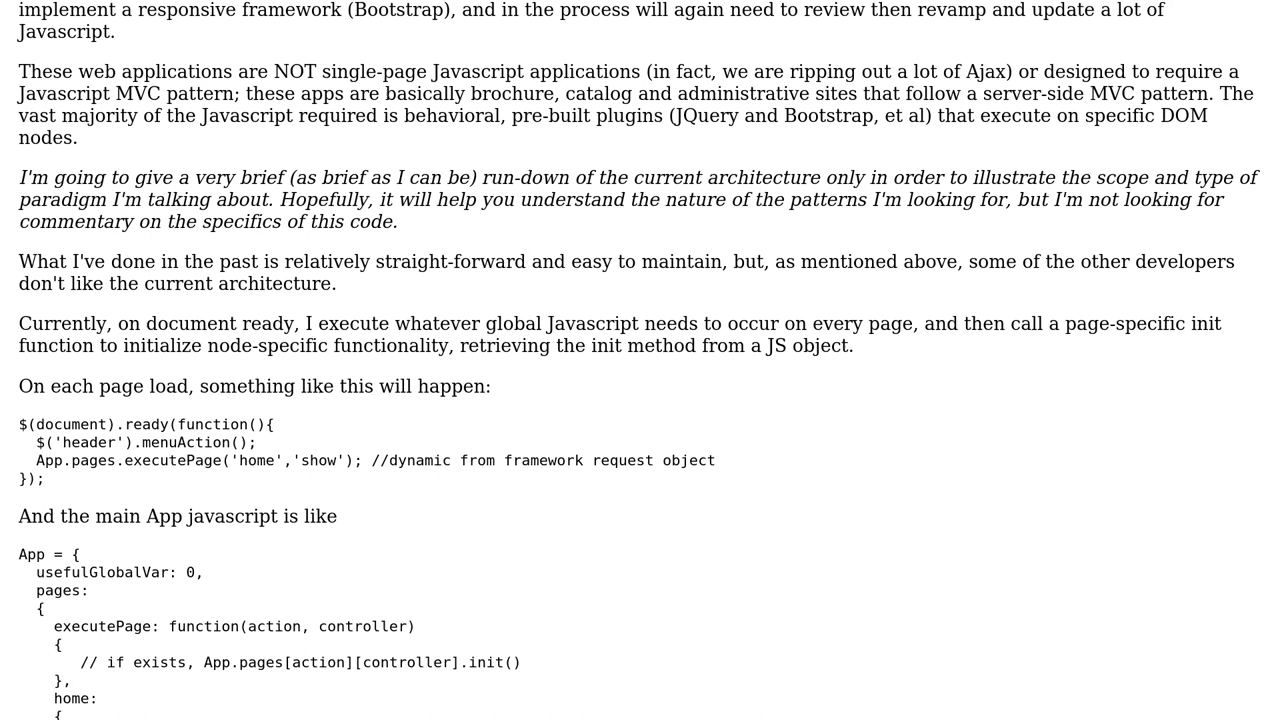 implement a responsive framework (Bootstrap), and in the process will again need to review then revamp and update a lot of
Javascript.
These web applications are NOT single-page Javascript applications (in fact, we are ripping out a lot of Ajax) or designed to require a
Javascript MVC pattern; these apps are basically brochure, catalog and administrative sites that follow a server-side MVC pattern. The
vast majority of the Javascript required is behavioral, pre-built plugins (JQuery and Bootstrap, et al) that execute on specific DOM
nodes.
I'm going to give a very brief (as brief as I can be) run-down of the current architecture only in order to illustrate the scope and type of
paradigm I'm talking about. Hopefully, it will help you understand the nature of the patterns I'm looking for, but I'm not looking for
commentary on the specifics of this code.
What I've done in the past is relatively straight-forward and easy to maintain, but, as mentioned above, some of the other developers
don't like the current architecture.
Currently, on document ready, I execute whatever global Javascript needs to occur on every page, and then call a page-specific init
function to initialize node-specific functionality, retrieving the init method from a JS object.
On each page load, something like this will happen:
$(document).ready(function(){
  $('header').menuAction();
  App.pages.executePage('home','show'); //dynamic from framework request object
});
And the main App javascript is like
App = {
  usefulGlobalVar: 0,
  pages:
  {
    executePage: function(action, controller)
    {
       // if exists, App.pages[action][controller].init()
    },
    home:
    {